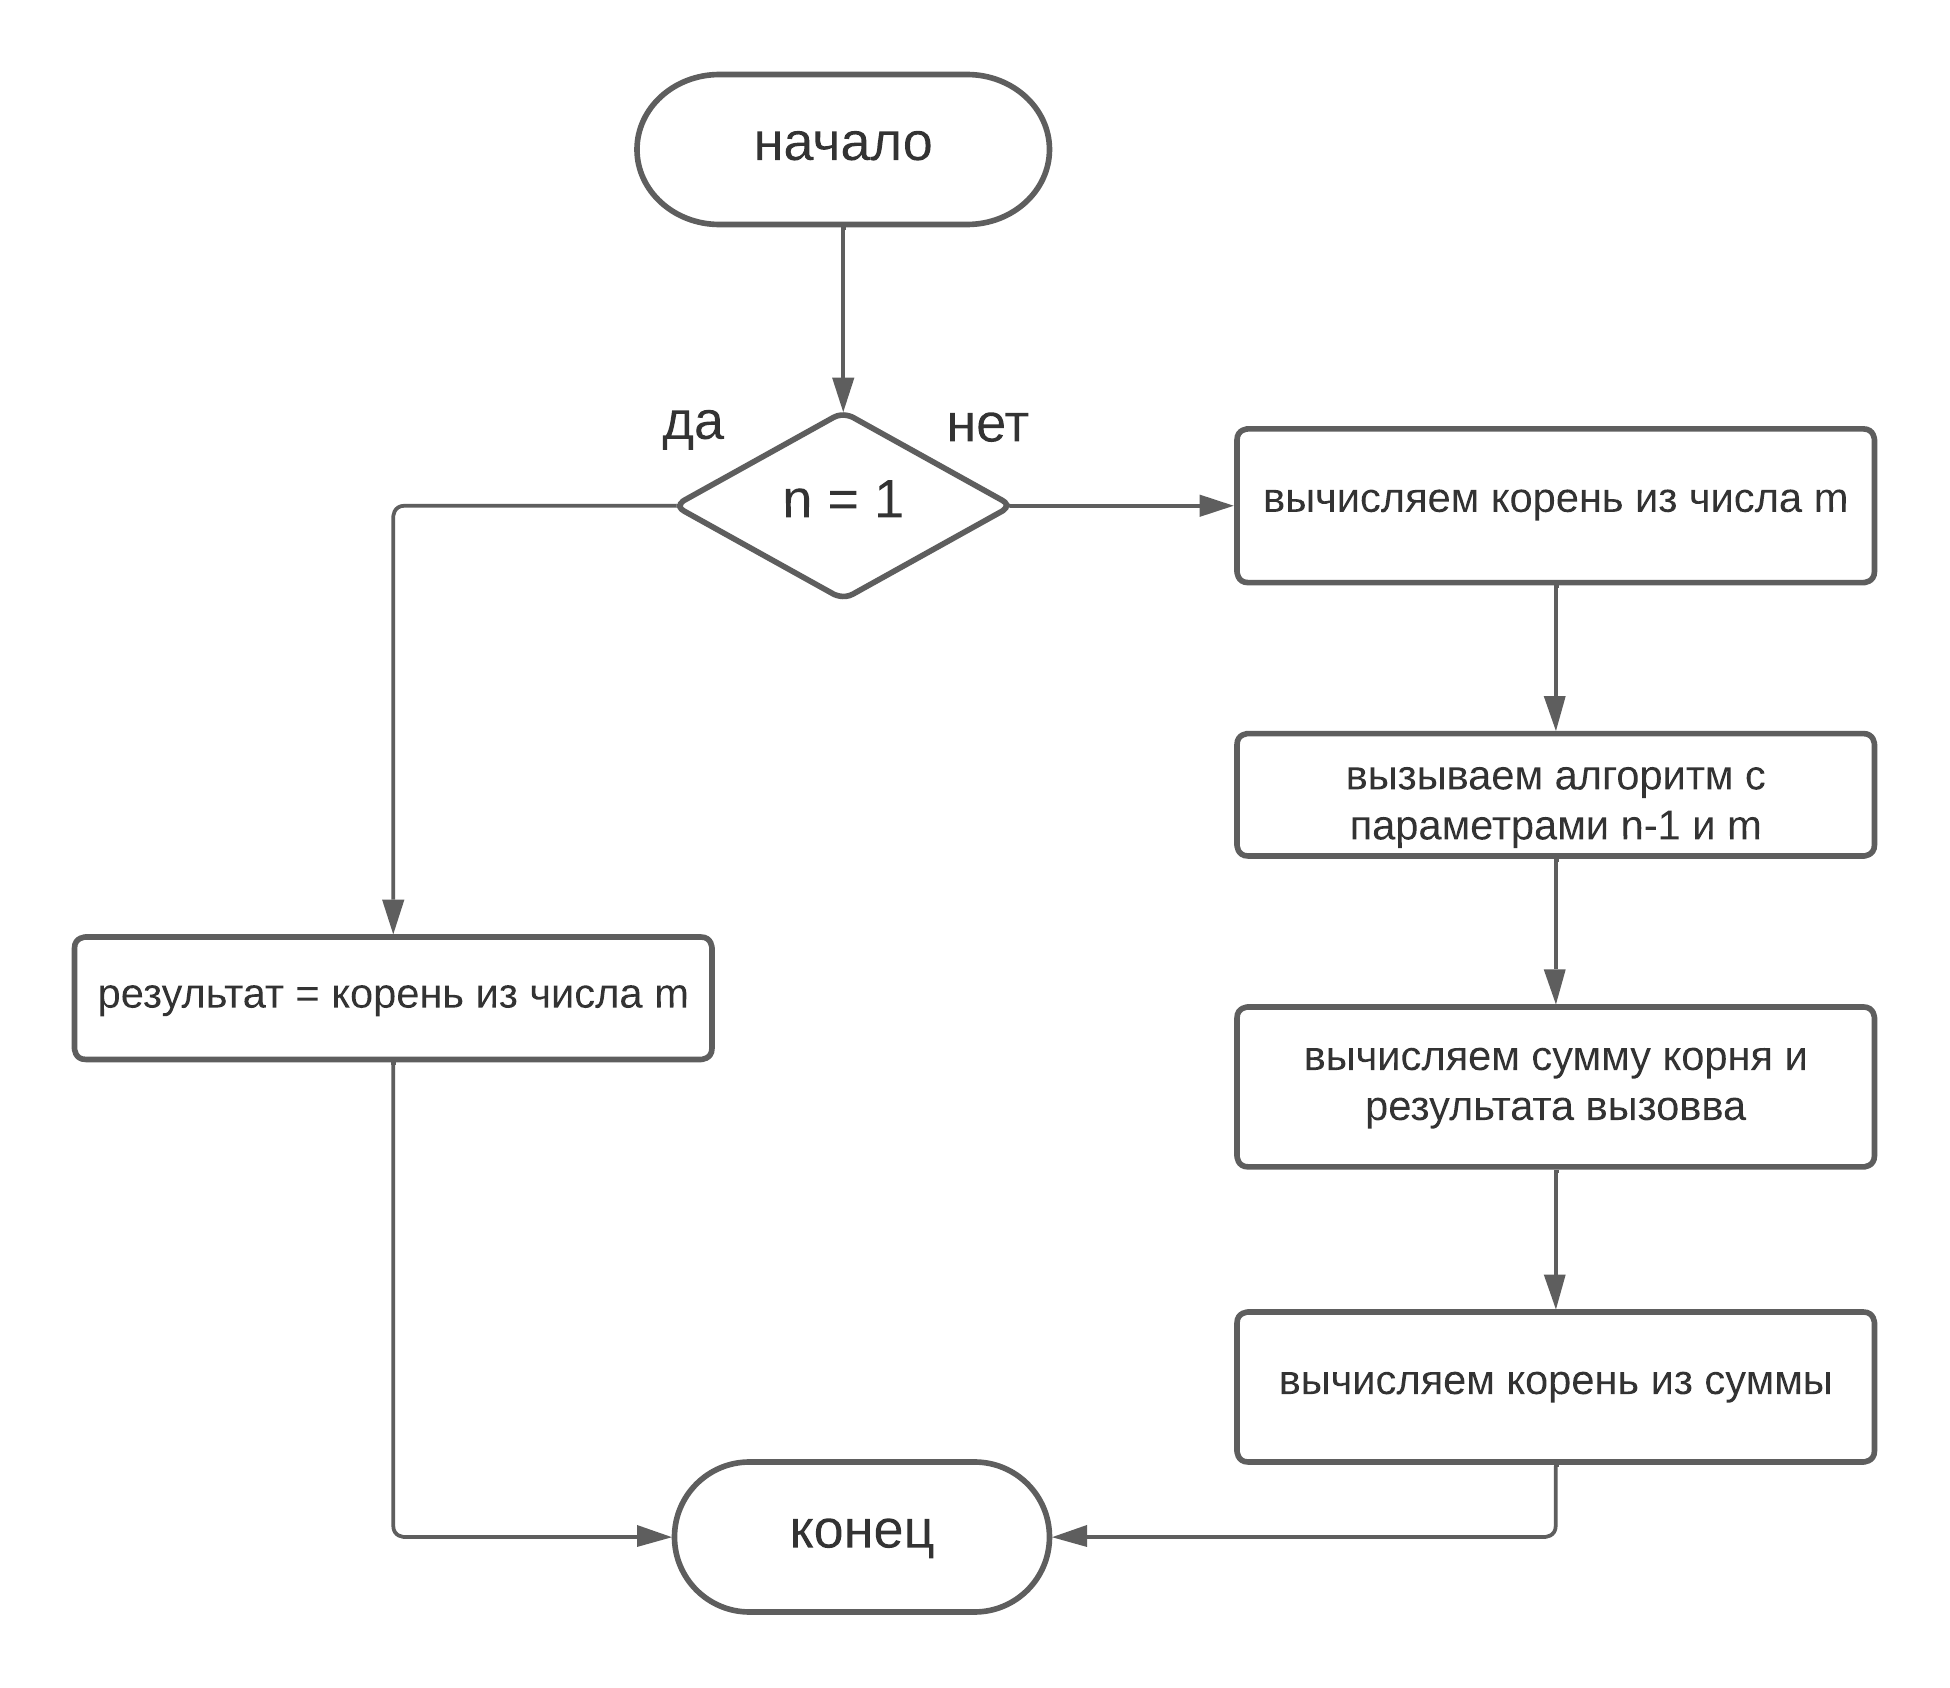 начало
да
нет
n = 1
вычисляем корень из числа m
вызываем алгоритм с
параметрами n-1 и m
результат = корень из числа m
вычисляем сумму корня и
результата вызовва
вычисляем корень из суммы
конец